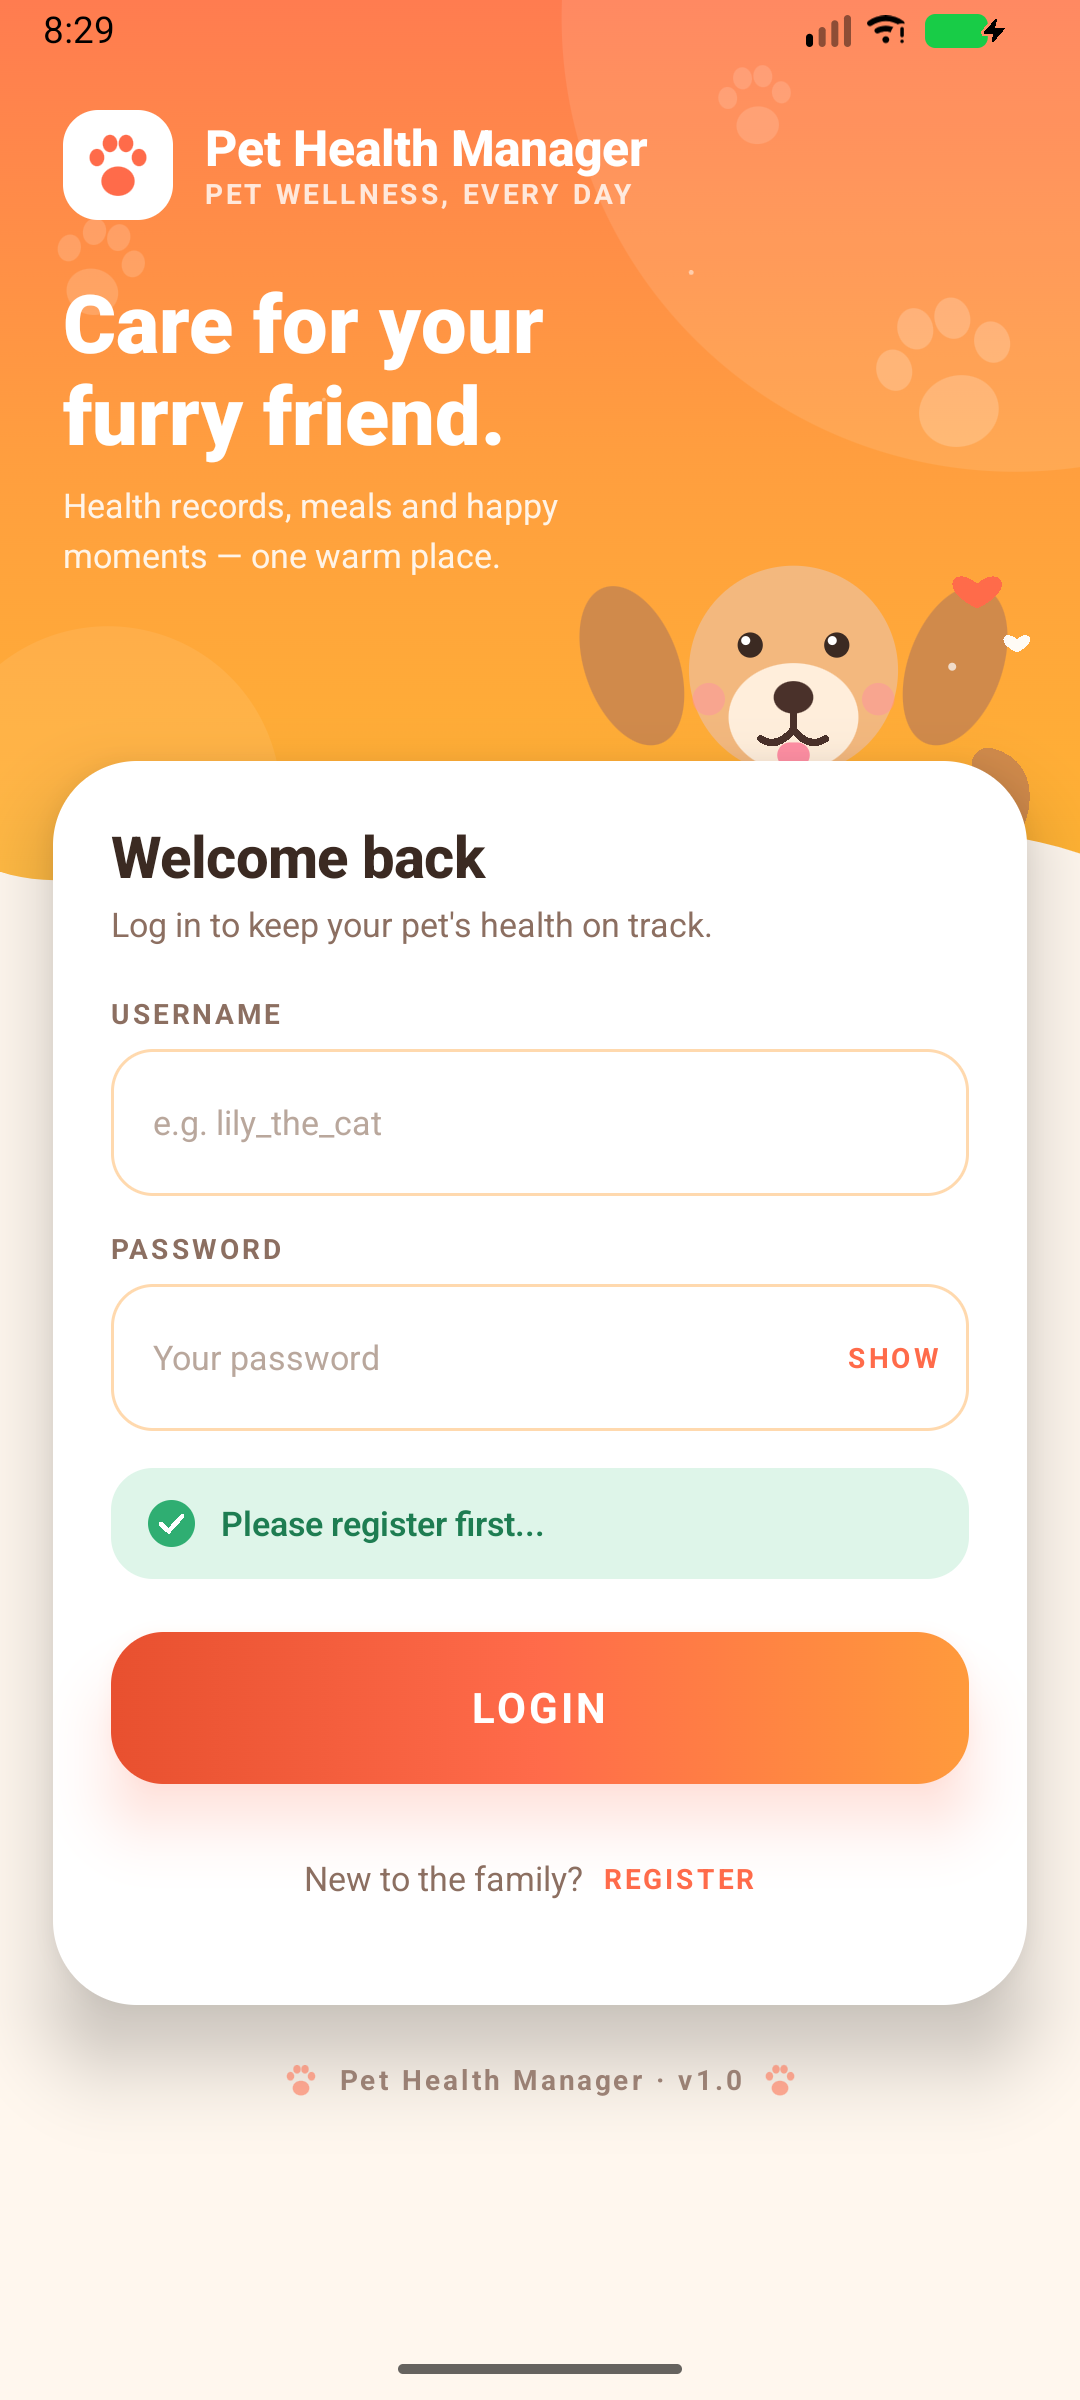 8:29
Pet Health Manager
PET WELLNESS, EVERY DAY
Care for your
furry friend.
Health records, meals and happy
moments — one warm place.
Welcome back
Log in to keep your pet's health on track.
USERNAME
e.g. lily_the_cat
PASSWORD
Your password
SHOW
Please register first...
LOGIN
New to the family? REGISTER
Pet Health Manager · v1.0